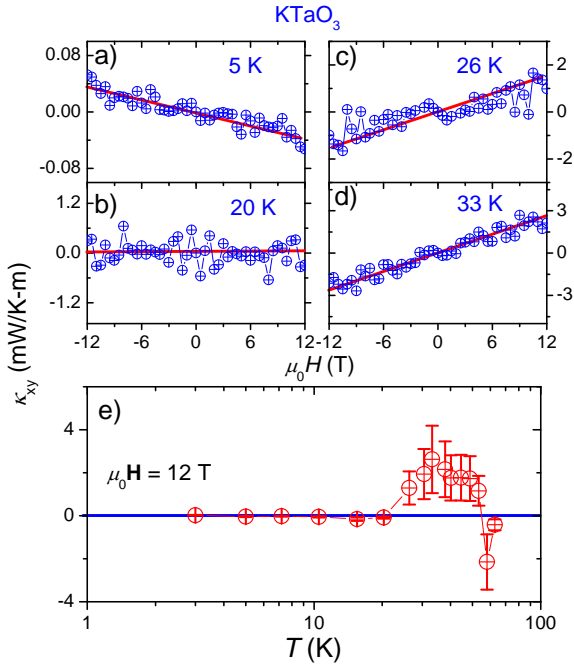 KTaO3
a)
5 K
0.08
0.00
-0.08
c)
26 K
2
0
-2
b)
20 K
1.2
0.0
-1.2
d)
33 K
3
0
-3
-12 -6 0 6 12
-12 -6 0 6 12
μ0H (T)
κxy (mW/K-m)
e)
μ0H = 12 T
4
0
-4
1 10 100
T (K)